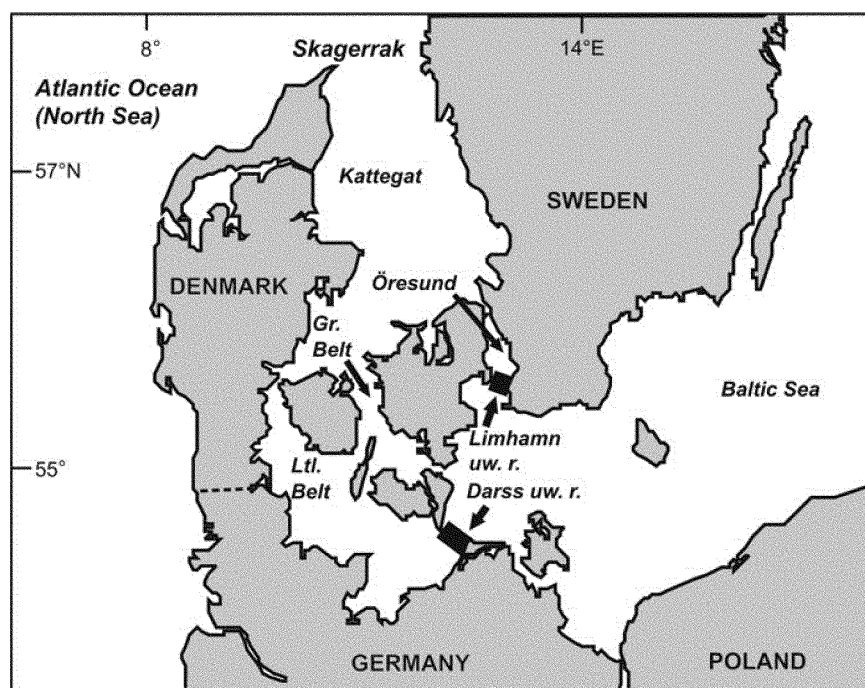 8°
14°E
Skagerrak
Atlantic Ocean
(North Sea)
57°N
Kattegat
SWEDEN
DENMARK
Öresund
Gr.
Belt
Baltic Sea
Limhamn
uw. r.
55°
Ltl.
Belt
Darss uw. r.
GERMANY
POLAND